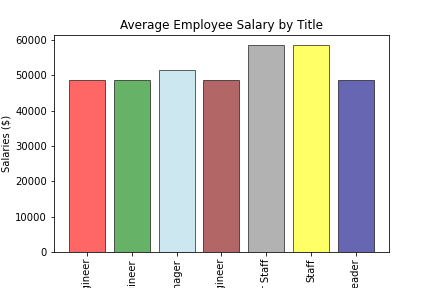 Average Employee Salary by Title
Salaries ($)
60000
50000
40000
30000
20000
10000
0
gineer
ineer
nager
gineer
Staff
Staff
eader